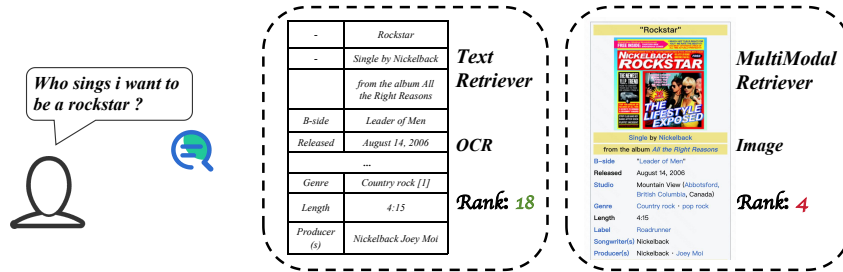 Who sings i want to
be a rockstar ?
- Rockstar
- Single by Nickelback
from the album All
the Right Reasons
B-side Leader of Men
Released August 14, 2006
...
Genre Country rock [1]
Length 4:15
Producer
(s) Nickelback Joey Moi
Text
Retriever
OCR
Rank: 18
"Rockstar"
NICKELBACK
ROCKSTAR
THE
LIFESTYLE
EXPOSED
Single by Nickelback
from the album All the Right Reasons
B-side "Leader of Men"
Released August 14, 2006
Studio Mountain View (Abbotsford,
British Columbia, Canada)
Genre Country rock · pop rock
Length 4:15
Label Roadrunner
Songwriter(s) Nickelback
Producer(s) Nickelback · Joey Moi
MultiModal
Retriever
Image
Rank: 4